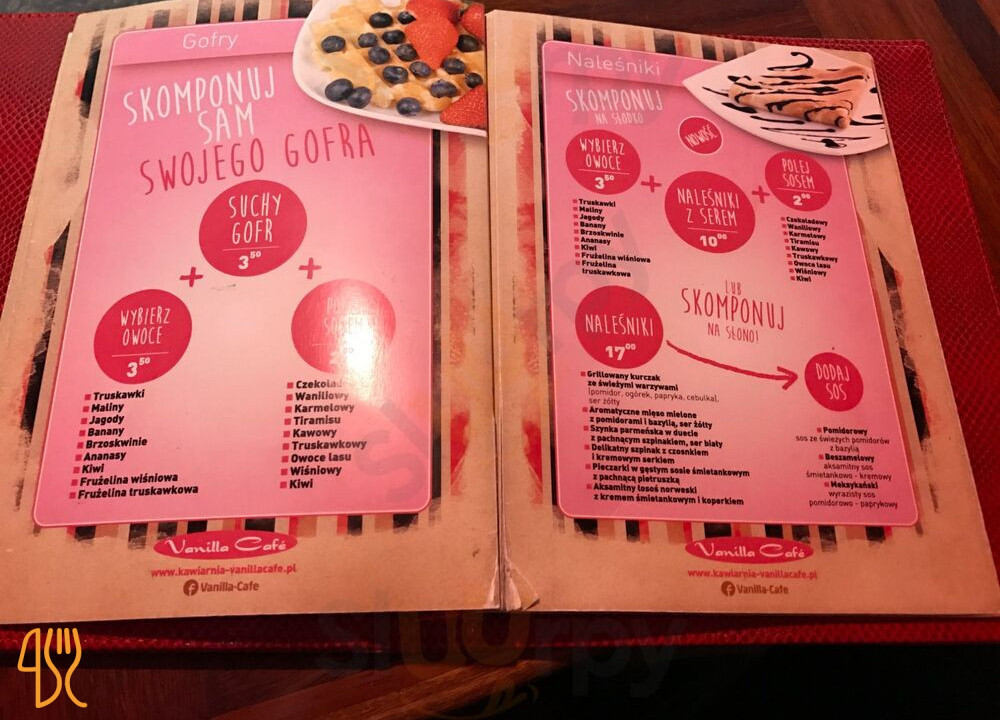 Gofry
SKOMPONUJ
SAM
SWOJEGO GOFRA
SUCHY
GOFR
3⁵⁰
+ +
WYBIERZ
OWOCE
3⁵⁰
Truskawki
Maliny
Jagody
Banany
Brzoskwinie
Ananasy
Kiwi
Frużelina wiśniowa
Frużelina truskawkowa
Waniliowy
Karmelowy
Tiramisu
Kawowy
Truskawkowy
Owoce lasu
Wiśniowy
Kiwi
Vanilla Café
www.kawiarnia-vanillacafe.pl
Vanilla-Cafe
Naleśniki
SKOMPONUJ
NA SŁODKO
NOWOŚĆ
WYBIERZ
OWOCE
3⁵⁰
+
NALEŚNIKI
Z SEREM
10⁰⁰
+
POLEJ
SOSEM
2⁰⁰
Truskawki
Maliny
Jagody
Banany
Brzoskwinie
Ananasy
Kiwi
Frużelina wiśniowa
Frużelina
truskawkowa
Czekoladowy
Waniliowy
Karmelowy
Tiramisu
Kawowy
Truskawkowy
Owoce lasu
Wiśniowy
Kiwi
LUB
SKOMPONUJ
NA SŁONO!
NALEŚNIKI
17⁰⁰
DODAJ
SOS
Grillowany kurczak
ze świeżymi warzywami
(pomidor, ogórek, papryka, cebulka),
ser żółty
Aromatyczne mięso mielone
z pomidorami i bazylią, ser żółty
Szynka parmeńska w duecie
z pachnącym szpinakiem, ser biały
Delikatny szpinak z czosnkiem
i kremowym serkiem
Pieczarki w gęstym sosie śmietankowym
z pachnącą pietruszką
Aksamitny łosoś norweski
z kremem śmietankowym i koperkiem
Pomidorowy
sos ze świeżych pomidorów
z bazylią
Beszamelowy
aksamitny sos
śmietankowo - kremowy
Meksykański
wyrazisty sos
pomidorowo - paprykowy
Vanilla Café
www.kawiarnia-vanillacafe.pl
Vanilla-Cafe
sluurpy